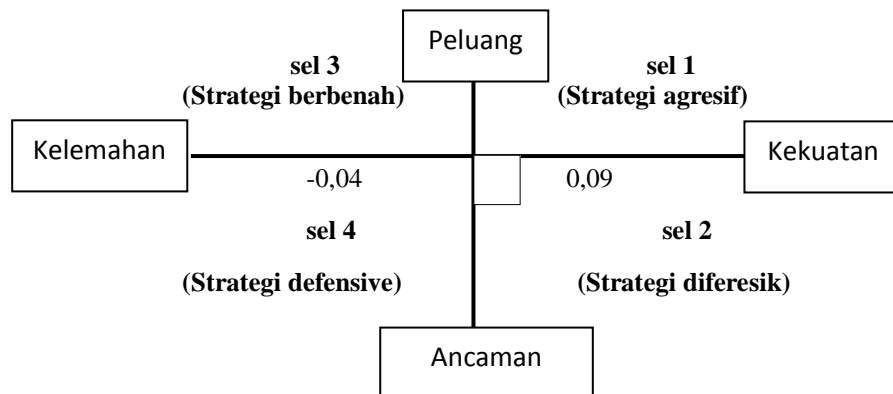 Peluang
sel 3
(Strategi berbenah)
sel 1
(Strategi agresif)
Kelemahan
Kekuatan
-0,04
0,09
sel 4
(Strategi defensive)
sel 2
(Strategi diferesik)
Ancaman